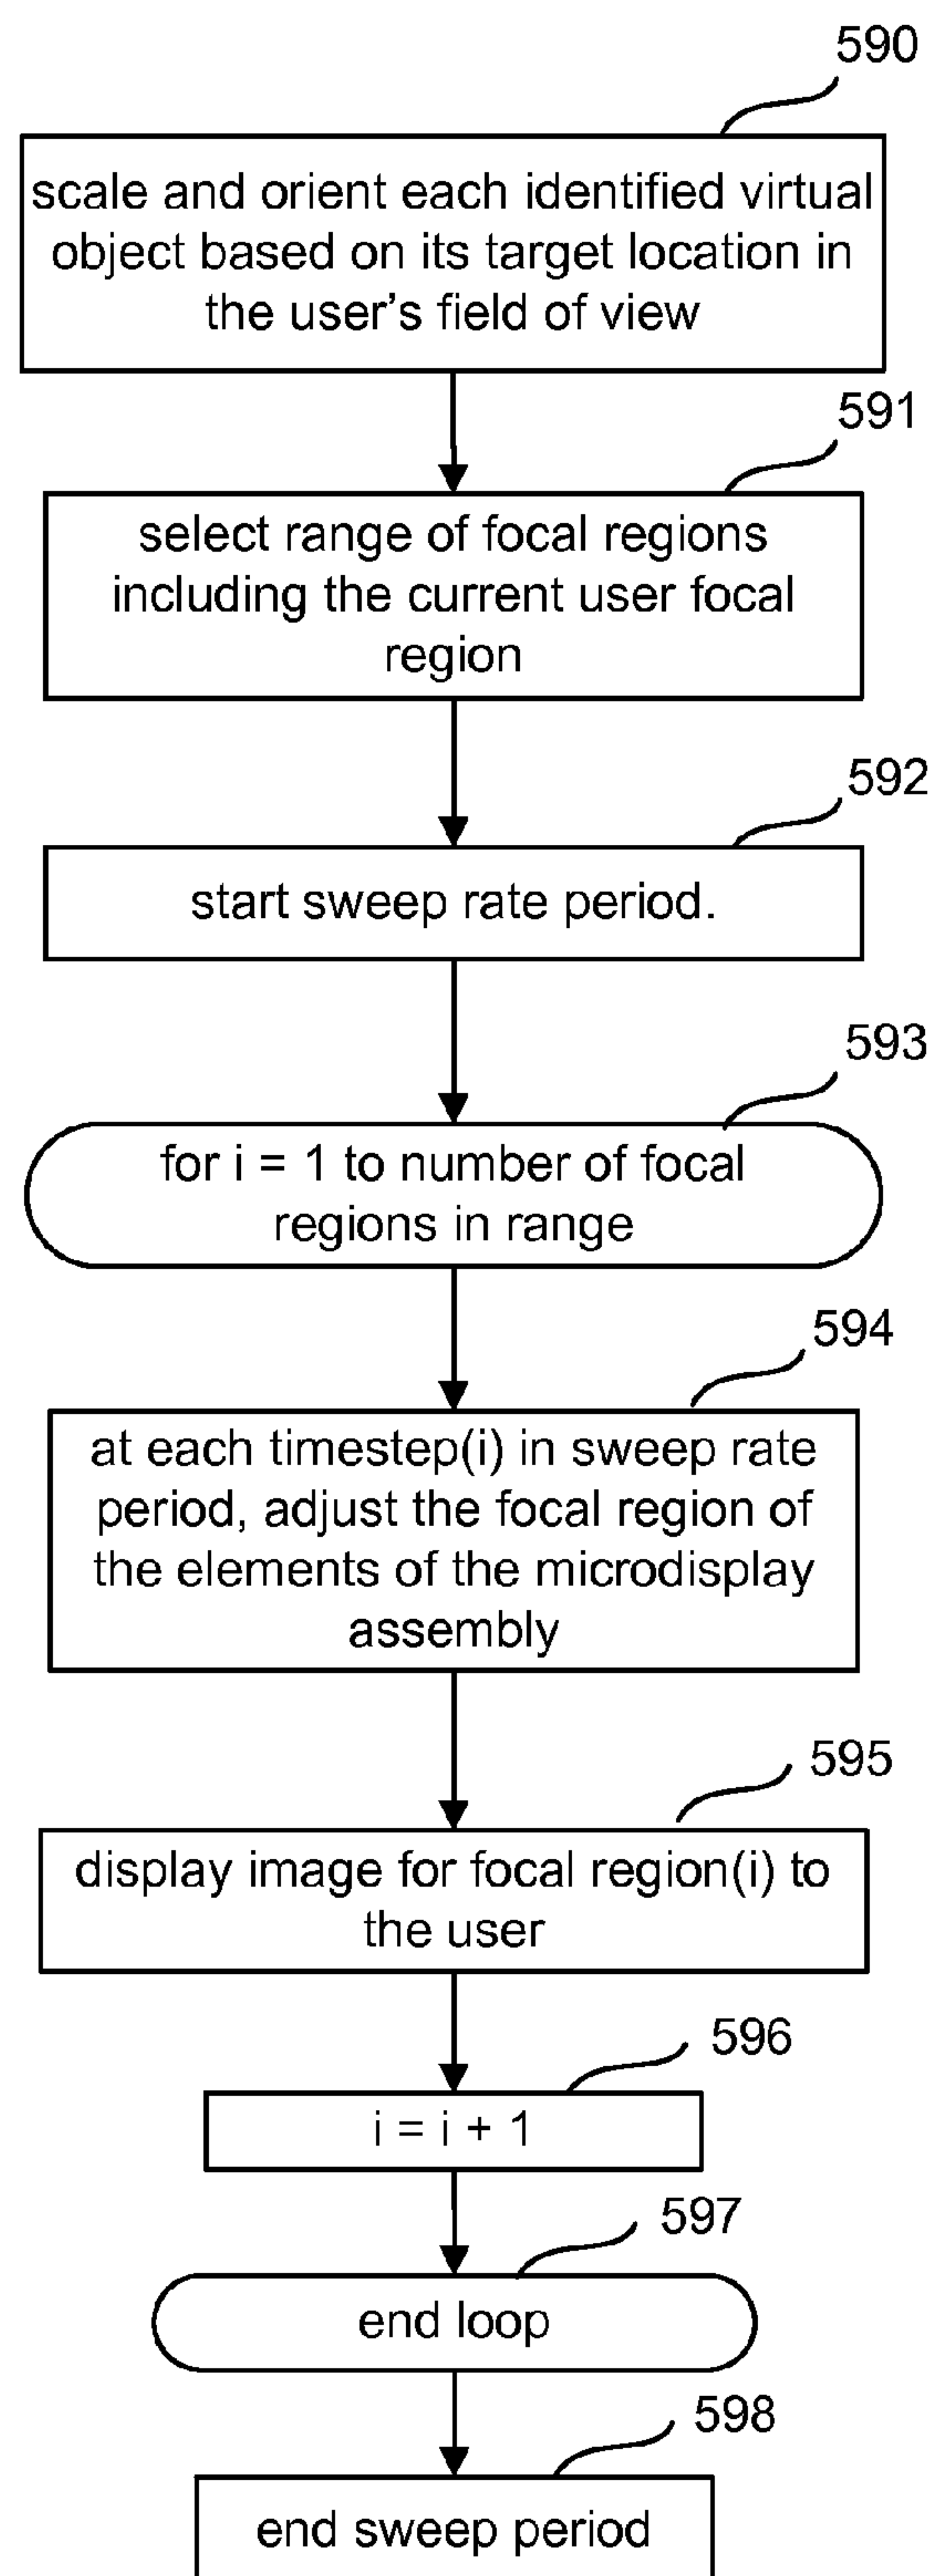 590
scale and orient each identified virtual
object based on its target location in
the user’s field of view
591
select range of focal regions
including the current user focal
region
592
start sweep rate period.
593
for i = 1 to number of focal
regions in range
594
at each timestep(i) in sweep rate
period, adjust the focal region of
the elements of the microdisplay
assembly
595
display image for focal region(i) to
the user
596
i = i + 1
597
end loop
598
end sweep period